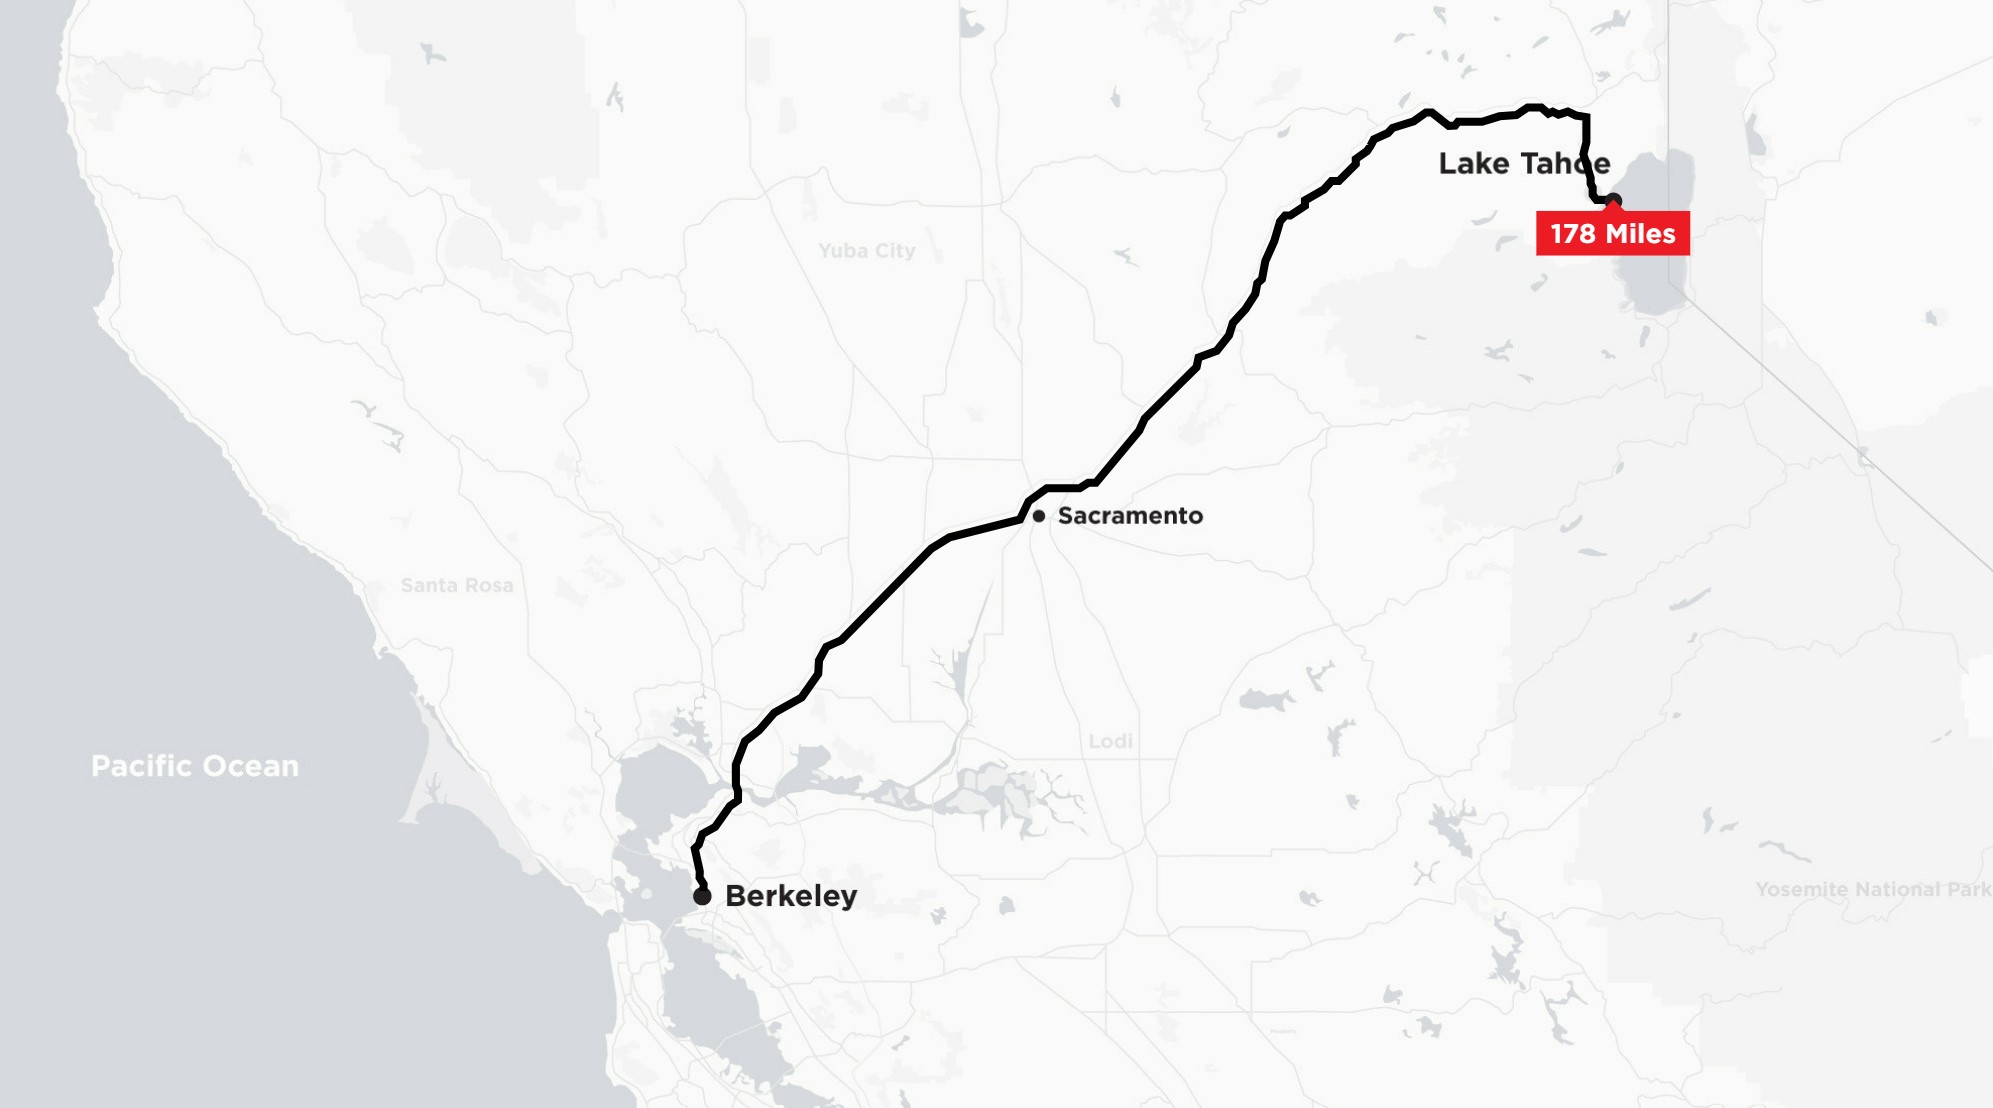 Lake Tahoe
178 Miles
Yuba City
Sacramento
Santa Rosa
Lodi
Pacific Ocean
Berkeley
Yosemite National Park